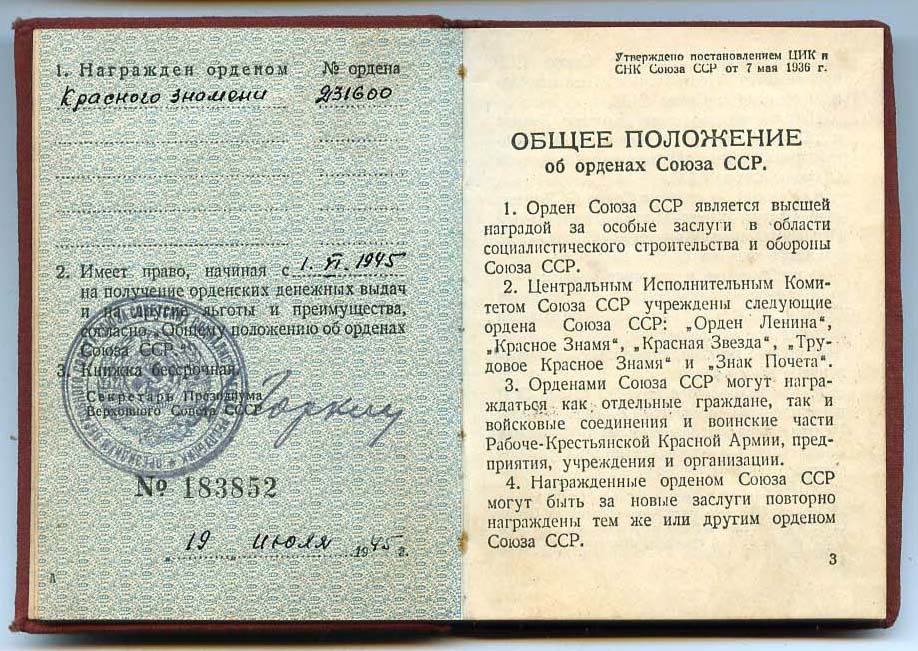 1. Награжден орденом № ордена
Красного Знамени 231600
2. Имеет право, начиная с 1. VI. 1945
на получение орденских денежных выдач
и на другие льготы и преимущества,
согласно „Общему положению об орденах
Союза ССР.“
3. Книжка бессрочная.
Секретарь Президиума
Верховного Совета СССР
Горкин
№ 183852
„ 19 „ июля 1945 г.
Утверждено постановлением ЦИК и
СНК Союза ССР от 7 мая 1936 г.
ОБЩЕЕ ПОЛОЖЕНИЕ
об орденах Союза ССР.
1. Орден Союза ССР является высшей
наградой за особые заслуги в области
социалистического строительства и обороны
Союза ССР.
2. Центральным Исполнительным Коми-
тетом Союза ССР учреждены следующие
ордена Союза ССР: „Орден Ленина“,
„Красное Знамя“, „Красная Звезда“, „Тру-
довое Красное Знамя“ и „Знак Почета“.
3. Орденами Союза ССР могут награ-
ждаться как отдельные граждане, так и
войсковые соединения и воинские части
Рабоче-Крестьянской Красной Армии, пред-
приятия, учреждения и организации.
4. Награжденные орденом Союза ССР
могут быть за новые заслуги повторно
награждены тем же или другим орденом
Союза ССР.
3